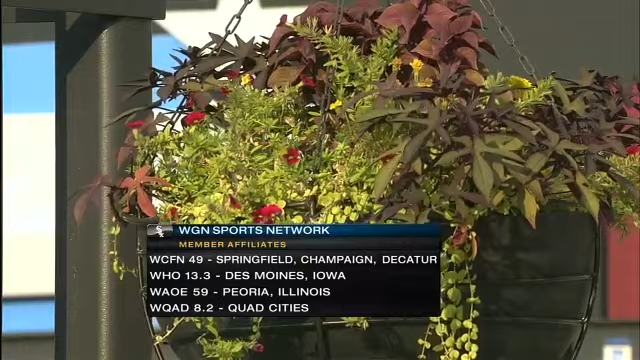 WGN SPORTS NETWORK
MEMBER AFFILIATES
WCFN 49 - SPRINGFIELD, CHAMPAIGN, DECATUR
WHO 13.3 - DES MOINES, IOWA
WAOE 59 - PEORIA, ILLINOIS
WQAD 8.2 - QUAD CITIES